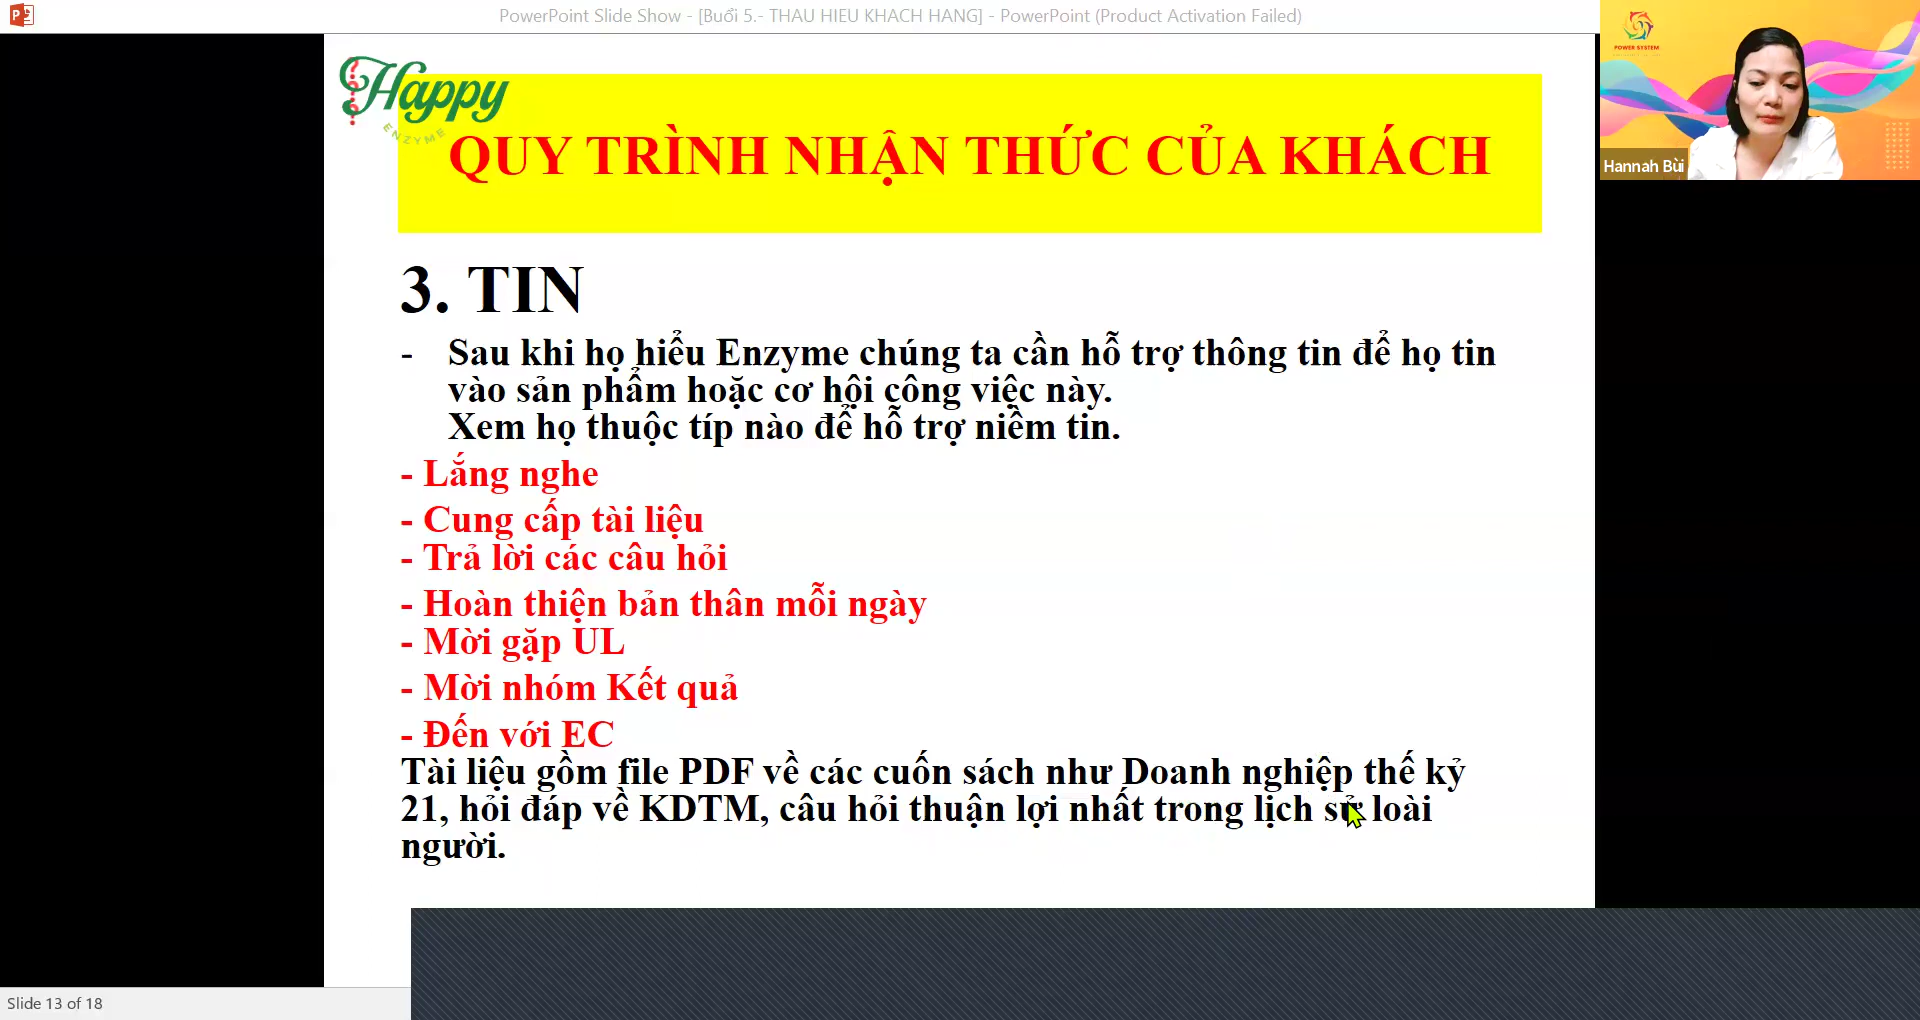 PowerPoint Slide Show - [Buổi 5.- THAU HIEU KHACH HANG] - PowerPoint (Product Activation Failed)
POWER SYSTEM
Hannah Bùi
Happy
ENZYME
QUY TRÌNH NHẬN THỨC CỦA KHÁCH
3. TIN
- Sau khi họ hiểu Enzyme chúng ta cần hỗ trợ thông tin để họ tin
vào sản phẩm hoặc cơ hội công việc này.
Xem họ thuộc típ nào để hỗ trợ niềm tin.
- Lắng nghe
- Cung cấp tài liệu
- Trả lời các câu hỏi
- Hoàn thiện bản thân mỗi ngày
- Mời gặp UL
- Mời nhóm Kết quả
- Đến với EC
Tài liệu gồm file PDF về các cuốn sách như Doanh nghiệp thế kỷ
21, hỏi đáp về KDTM, câu hỏi thuận lợi nhất trong lịch sử loài
người.
Slide 13 of 18